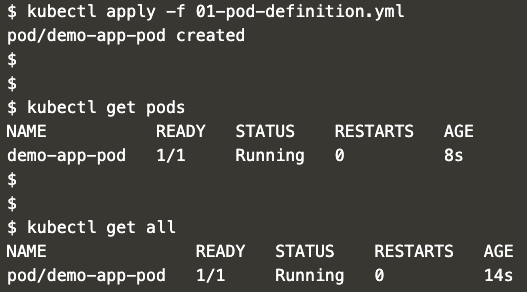 $ kubectl apply -f 01-pod-definition.yml
pod/demo-app-pod created
$
$
$ kubectl get pods
NAME           READY   STATUS    RESTARTS   AGE
demo-app-pod   1/1     Running   0          8s
$
$
$ kubectl get all
NAME               READY   STATUS    RESTARTS   AGE
pod/demo-app-pod   1/1     Running   0          14s